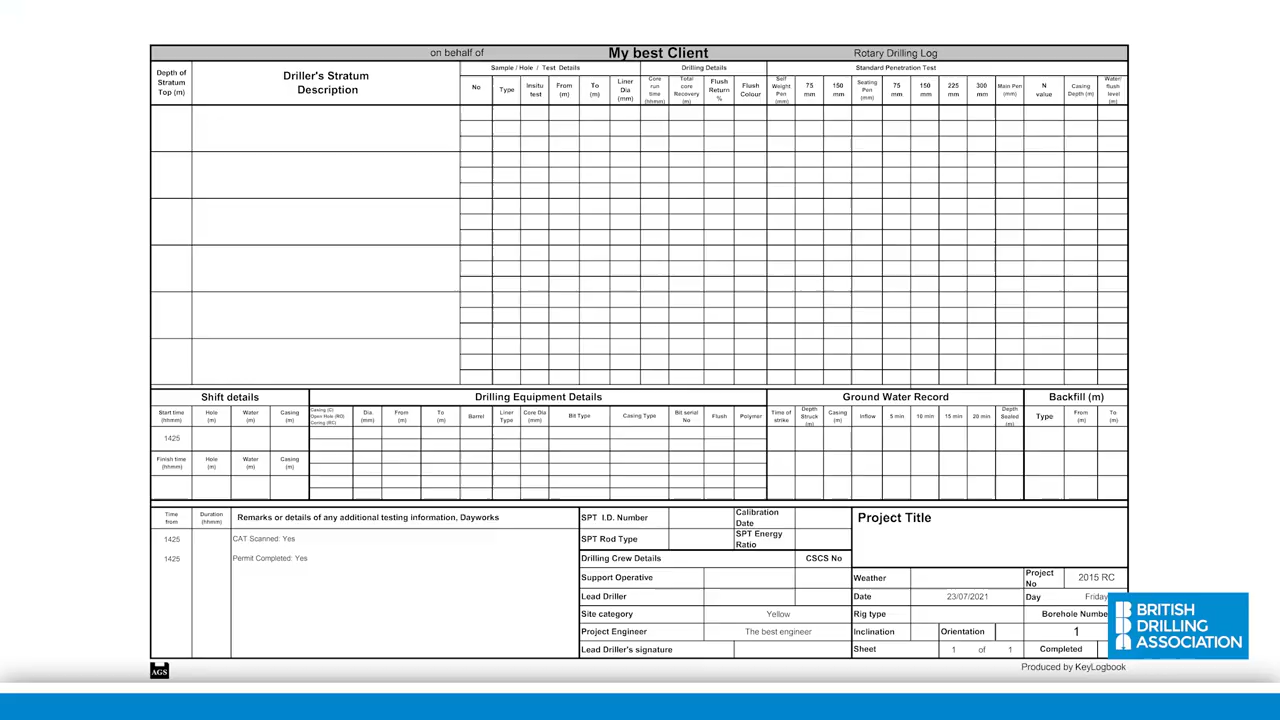 on behalf of My best Client Rotary Drilling Log
Depth of Stratum Top (m)
Driller's Stratum Description
Sample / Hole / Test Details
Drilling Details
Standard Penetration Test
No
Type
Insitu test
From (m)
To (m)
Liner Dia (mm)
Core run time (hhmm)
Total core Recovery (m)
Flush Return %
Flush Colour
Self Weight Pen (mm)
75 mm
150 mm
Seating Pen (mm)
75 mm
150 mm
225 mm
300 mm
Main Pen (mm)
N value
Casing Depth (m)
Water/ flush level (m)
Shift details
Drilling Equipment Details
Ground Water Record
Backfill (m)
Start time (hhmm)
Hole (m)
Water (m)
Casing (m)
Casing (C) Open Hole (RO) Coring (RC)
Dia (mm)
From (m)
To (m)
Barrel
Liner Type
Core Dia (mm)
Bit Type
Casing Type
Bit serial No
Flush
Polymer
Time of strike
Depth Struck (m)
Casing (m)
Inflow
5 min
10 min
15 min
20 min
Depth Sealed (m)
Type
From (m)
To (m)
1425
Finish time (hhmm)
Hole (m)
Water (m)
Casing (m)
Time from
Duration (hhmm)
Remarks or details of any additional testing information, Dayworks
1425 CAT Scanned: Yes
1425 Permit Completed: Yes
SPT I.D. Number
Calibration Date
SPT Rod Type
SPT Energy Ratio
Drilling Crew Details CSCS No
Support Operative
Lead Driller
Site category Yellow
Project Engineer The best engineer
Lead Driller's signature
Project Title
Weather
Project No 2015 RC
Date 23/07/2021 Day Friday
Rig type
Borehole Numbe
Inclination
Orientation
1
Sheet 1 of 1 Completed
AGS
Produced by KeyLogbook
BRITISH
DRILLING
ASSOCIATION